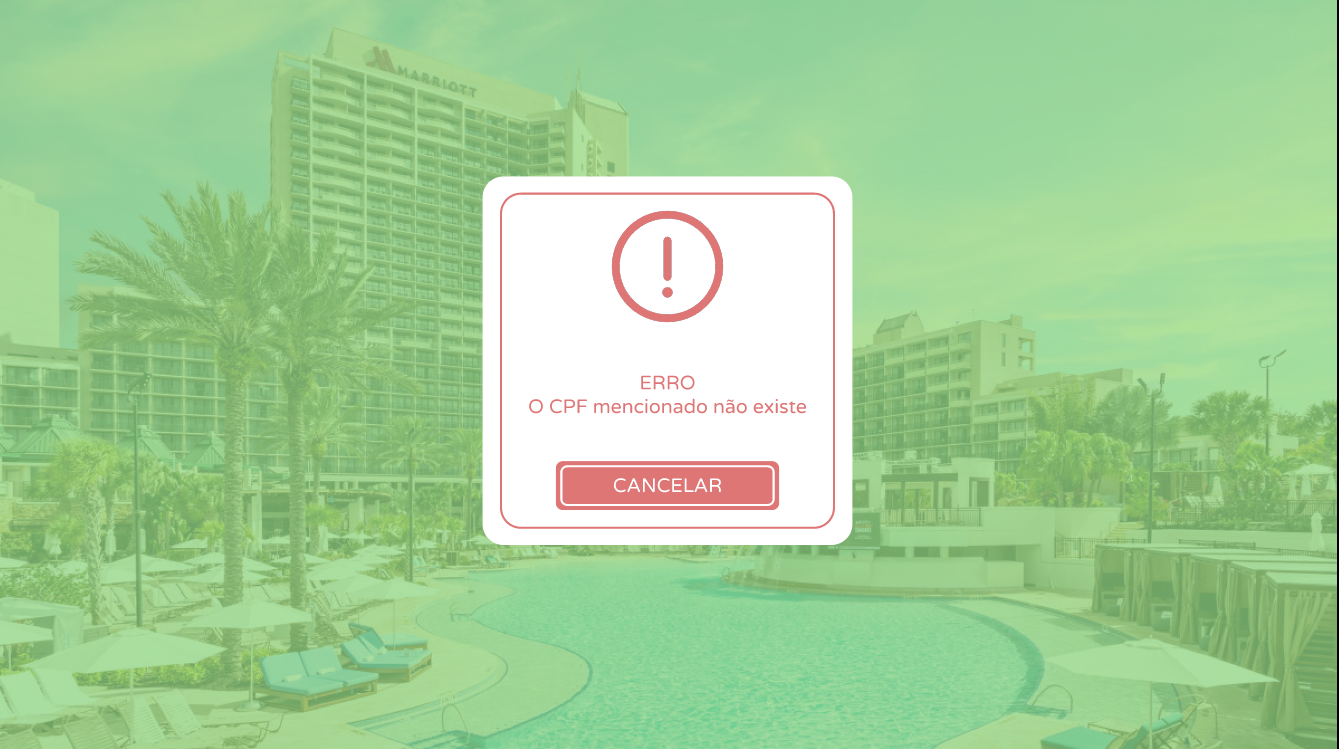 MARRIOTT
ERRO
O CPF mencionado não existe
CANCELAR